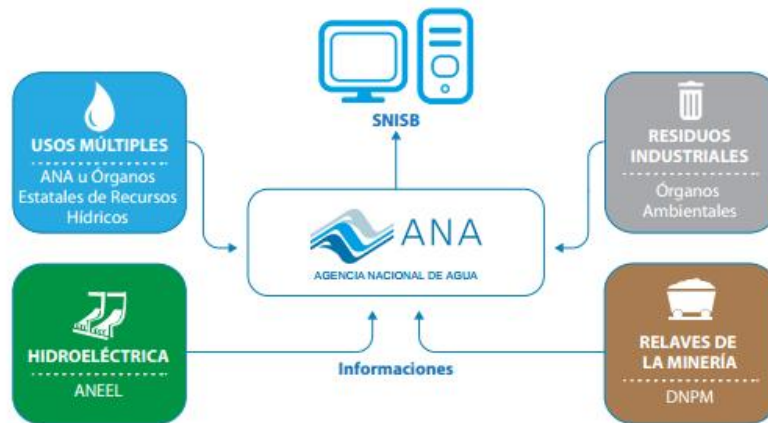 SNISB
USOS MÚLTIPLES
ANA u Órganos
Estatales de Recursos
Hídricos
RESIDUOS
INDUSTRIALES
Órganos
Ambientales
ANA
AGENCIA NACIONAL DE AGUA
HIDROELÉCTRICA
ANEEL
Informaciones
RELAVES DE
LA MINERÍA
DNPM